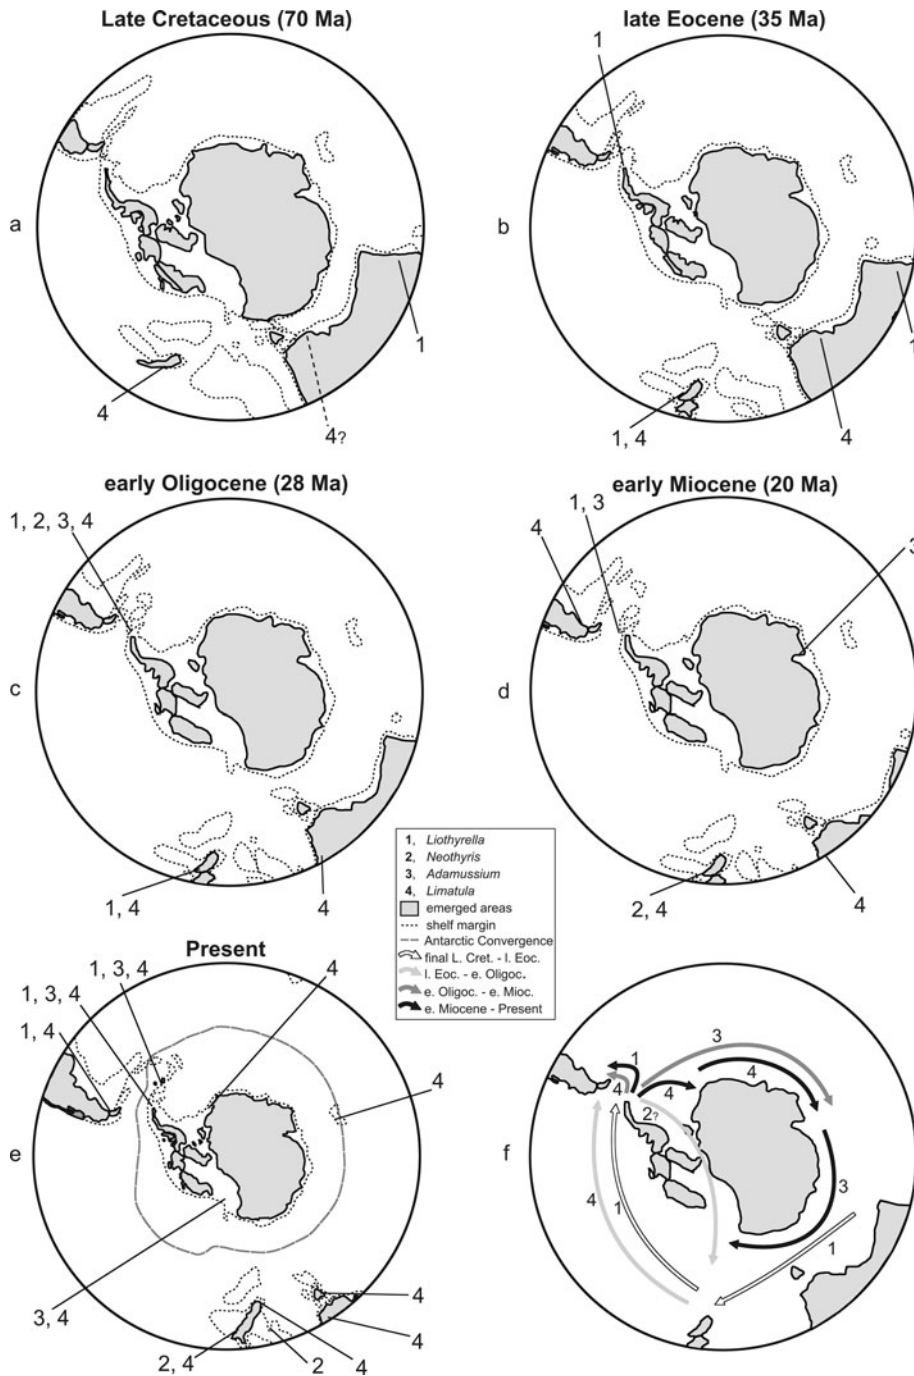 Late Cretaceous (70 Ma)
a
1
4
4?
late Eocene (35 Ma)
1
b
1
1, 4
4
early Oligocene (28 Ma)
1, 2, 3, 4
c
1, 4
4
early Miocene (20 Ma)
1, 3
4
3
d
2, 4
4
1, Liothyrella
2, Neothyris
3, Adamussium
4, Limatula
emerged areas
shelf margin
Antarctic Convergence
final L. Cret. - l. Eoc.
l. Eoc. - e. Oligoc.
e. Oligoc. - e. Mioc.
e. Miocene - Present
Present
1, 3, 4
4
1, 3, 4
1, 4
4
e
3, 4
4
4
2, 4
2
4
f
3
1
4
4
4
2?
4
1
3
1